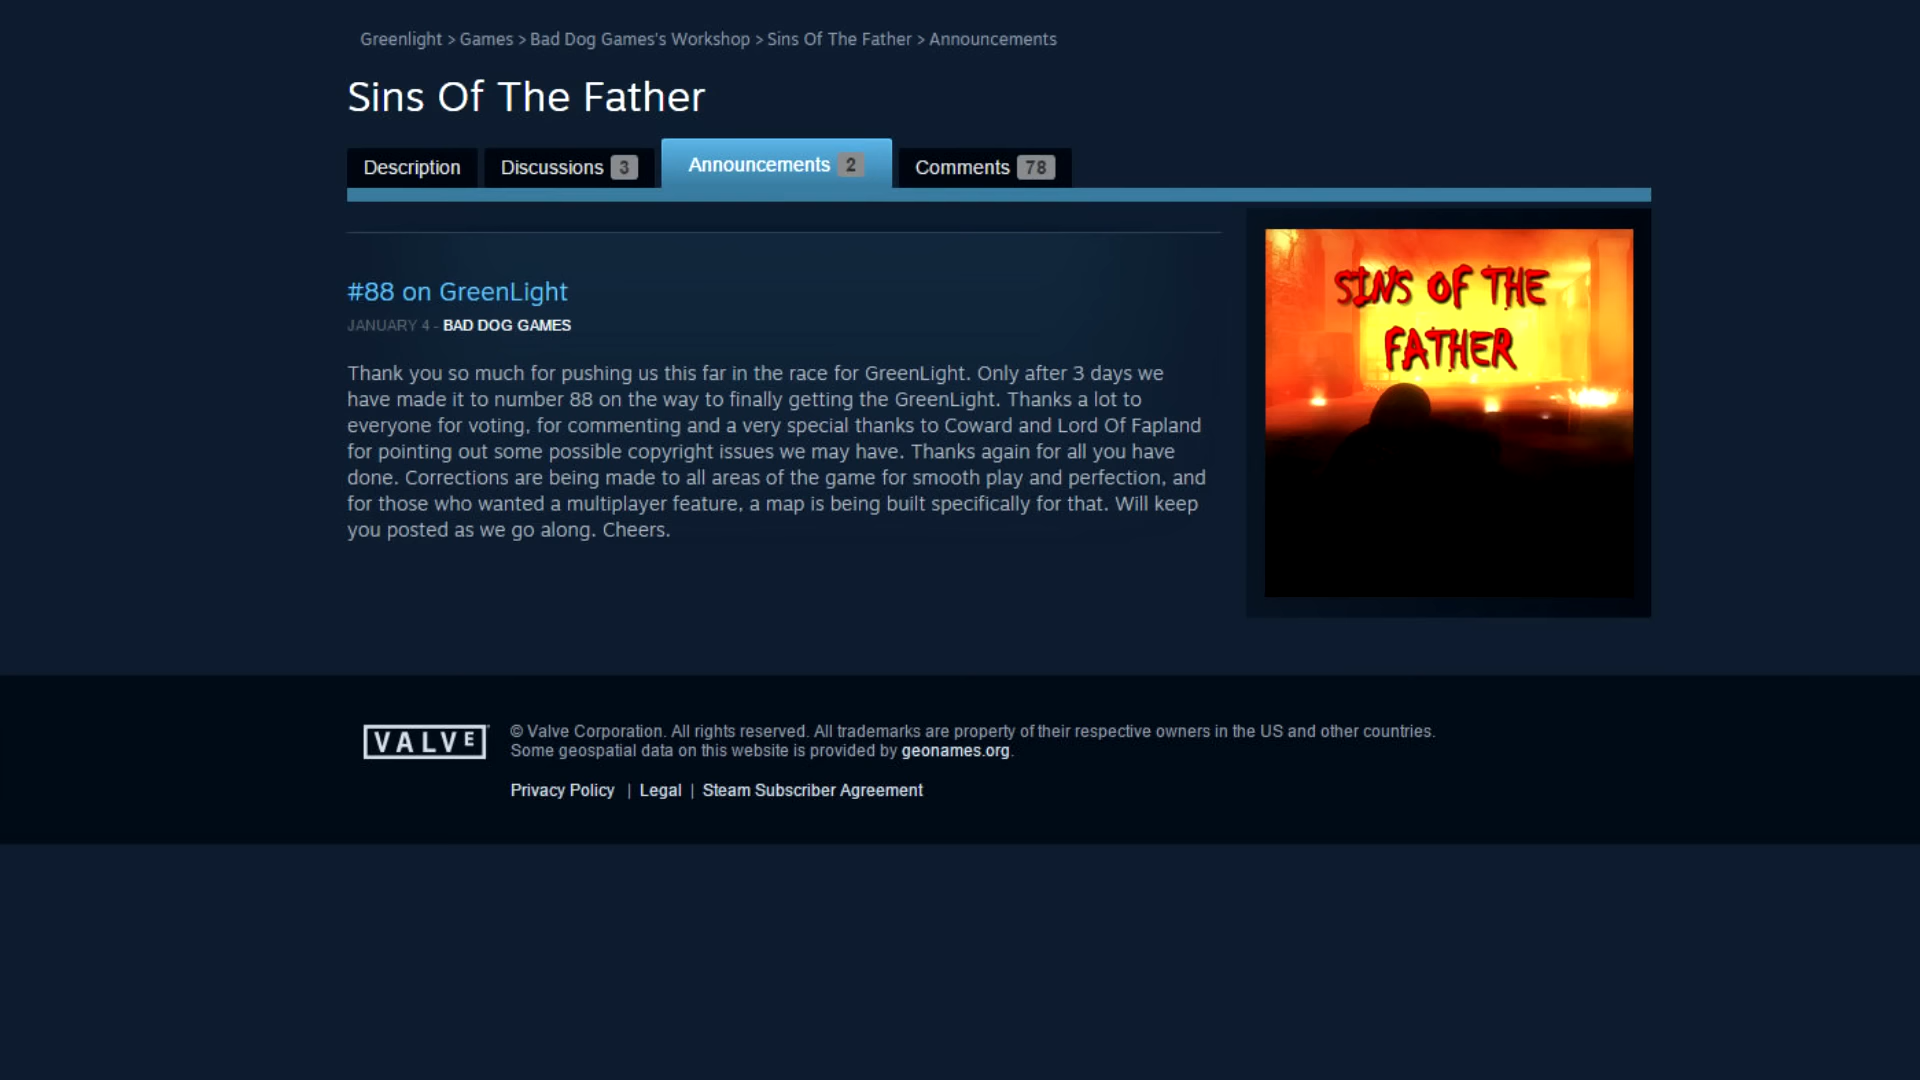 Greenlight > Games > Bad Dog Games's Workshop > Sins Of The Father > Announcements
Sins Of The Father
Description
Discussions 3
Announcements 2
Comments 78
#88 on GreenLight
JANUARY 4 - BAD DOG GAMES
Thank you so much for pushing us this far in the race for GreenLight. Only after 3 days we
have made it to number 88 on the way to finally getting the GreenLight. Thanks a lot to
everyone for voting, for commenting and a very special thanks to Coward and Lord Of Fapland
for pointing out some possible copyright issues we may have. Thanks again for all you have
done. Corrections are being made to all areas of the game for smooth play and perfection, and
for those who wanted a multiplayer feature, a map is being built specifically for that. Will keep
you posted as we go along. Cheers.
SINS OF THE
FATHER
VALVE
© Valve Corporation. All rights reserved. All trademarks are property of their respective owners in the US and other countries.
Some geospatial data on this website is provided by geonames.org.
Privacy Policy | Legal | Steam Subscriber Agreement